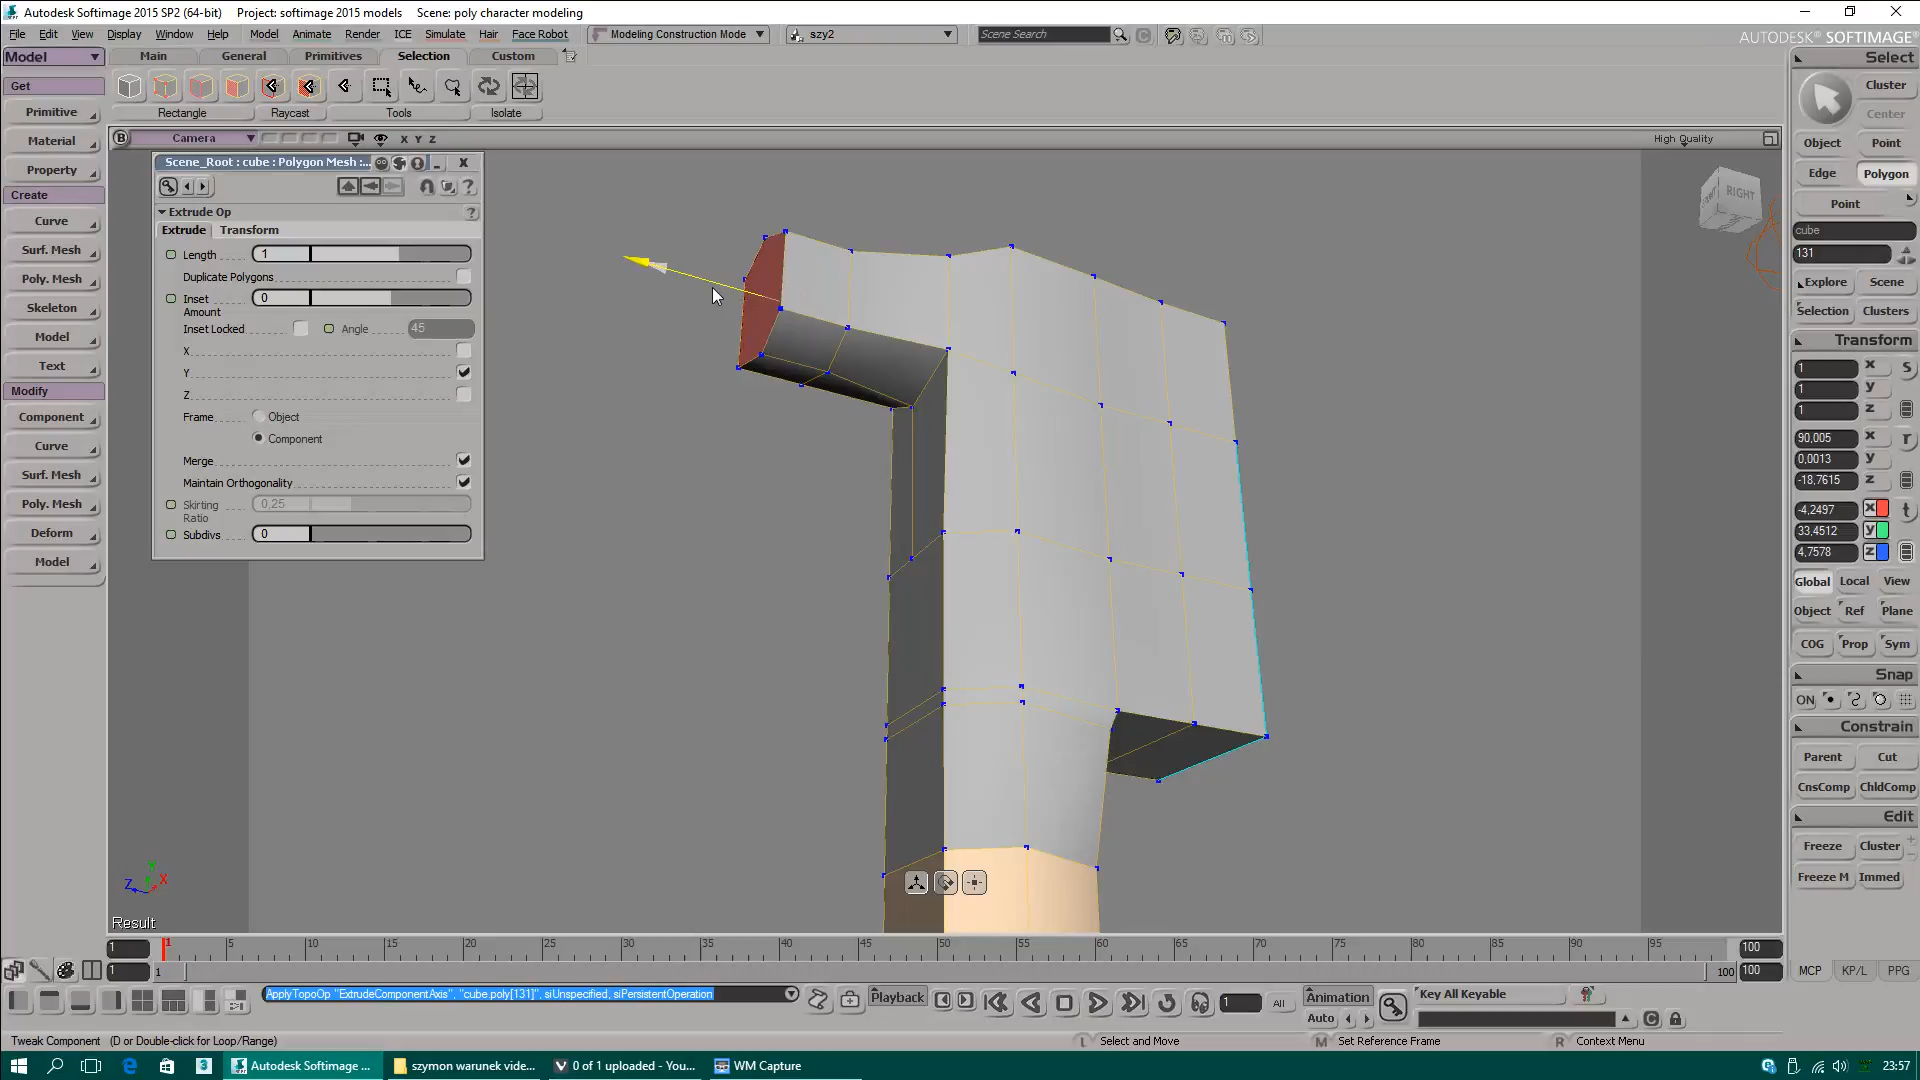 Autodesk Softimage 2015 SP2 (64-bit) Project: softimage 2015 models Scene: poly character modeling
File Edit View Display Window Help Model Animate Render ICE Simulate Hair Face Robot Modeling Construction Mode szy2 Scene Search AUTODESK® SOFTIMAGE®
Model Main General Primitives Selection Custom Select
Get Rectangle Raycast Tools Isolate Cluster
Center
Primitive
Material B Camera X Y Z High Quality Object Point
Property Scene_Root : cube : Polygon Mesh :... Edge Polygon
Create Point
Curve Extrude Op cube
Extrude Transform
Surf. Mesh Length 1 131
Poly. Mesh Duplicate Polygons Explore Scene
Skeleton Inset Amount 0 Selection Clusters
Model Inset Locked Angle 45 Transform
Text X 1 x s
Y 1 y
Modify Z 1 z
Component Frame Object 90,005 x r
Curve Component 0,0013 y
Surf. Mesh Merge -18,7615 z
Poly. Mesh Maintain Orthogonality -4,2497 x t
Deform Skirting Ratio 0,25 33,4512 y
Model Subdivs 0 4,7578 z
RIGHT
Global Local View
Object Ref Plane
COG Prop Sym
Snap
ON
Constrain
Parent Cut
CnsComp ChldComp
Edit
Freeze Cluster
Freeze M Immed
Z X
Result
1 1 5 10 15 20 25 30 35 40 45 50 55 60 65 70 75 80 85 90 95 100
1 1 100 100 MCP KP/L PPG
ApplyTopoOp "ExtrudeComponentAxis", "cube.poly[131]", siUnspecified, siPersistentOperation Playback 1 All Animation Key All Keyable
Auto
Tweak Component (D or Double-click for Loop/Range) L Select and Move M Set Reference Frame R Context Menu
Autodesk Softimage ... szymon warunek vide... 0 of 1 uploaded - You... WM Capture 23:57